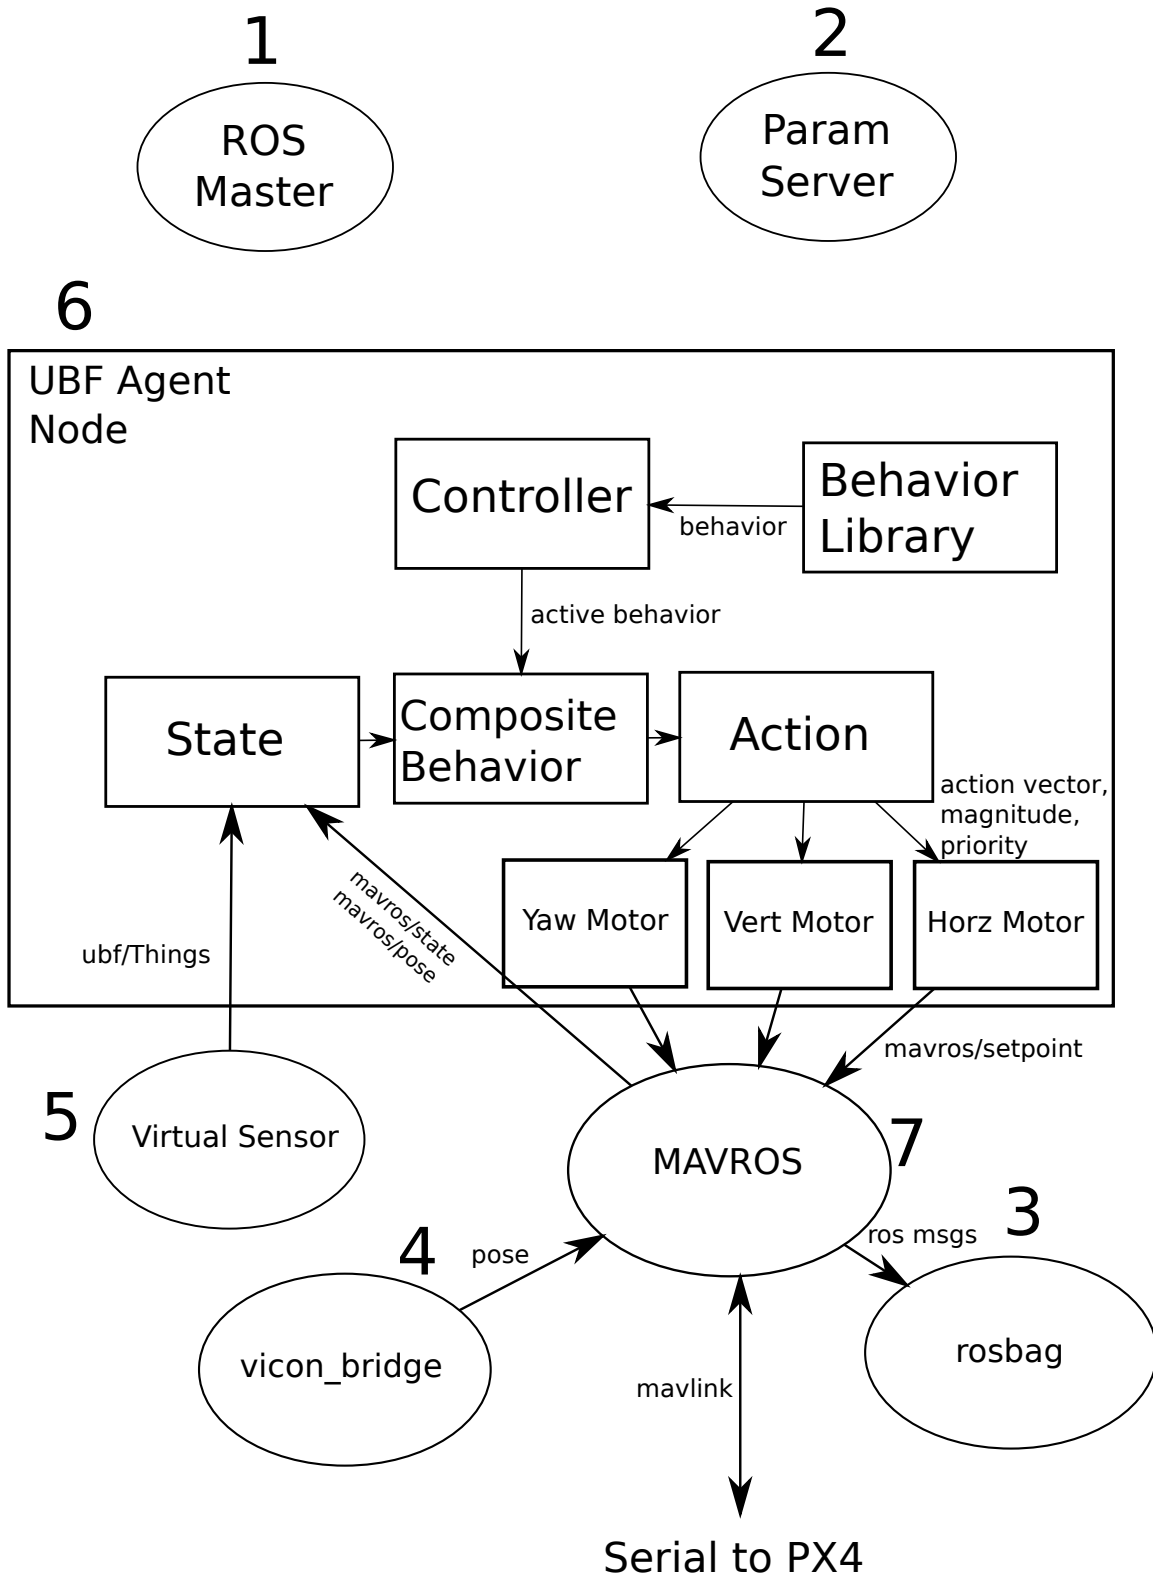 1
ROS
Master
2
Param
Server
6
UBF Agent
Node
Controller
Behavior
Library
behavior
active behavior
State
Composite
Behavior
Action
action vector,
magnitude,
priority
Yaw Motor
Vert Motor
Horz Motor
mavros/state
mavros/pose
ubf/Things
mavros/setpoint
5
Virtual Sensor
MAVROS
7
3
ros msgs
4
pose
vicon_bridge
rosbag
mavlink
Serial to PX4